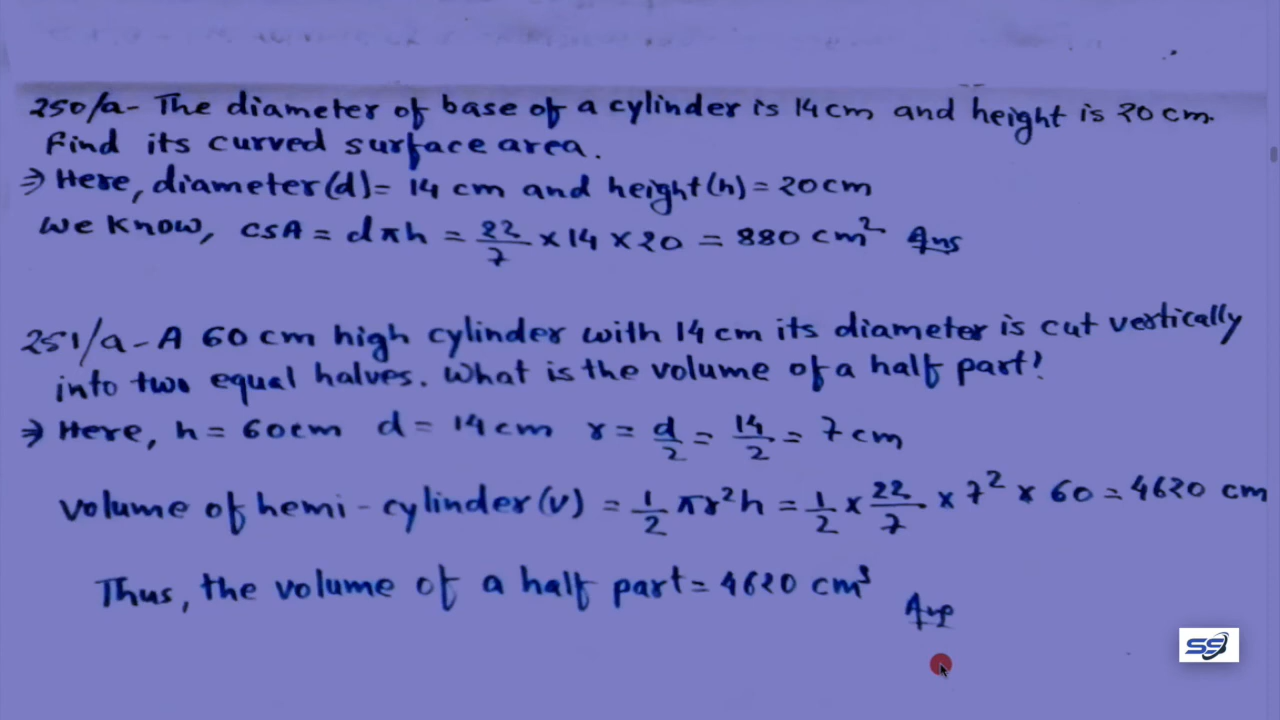 250/a- The diameter of base of a cylinder is 14 cm and height is 20 cm.
Find its curved surface area.
⇒ Here, diameter (d) = 14 cm and height (h) = 20 cm
We know, CSA = dπh = 22/7 × 14 × 20 = 880 cm² Ans
251/a - A 60 cm high cylinder with 14 cm its diameter is cut vertically
into two equal halves. What is the volume of a half part?
⇒ Here, h = 60 cm d = 14 cm r = d/2 = 14/2 = 7 cm
Volume of hemi-cylinder (v) = 1/2 πr²h = 1/2 × 22/7 × 7² × 60 = 4620 cm
Thus, the volume of a half part = 4620 cm³
Ans
SS